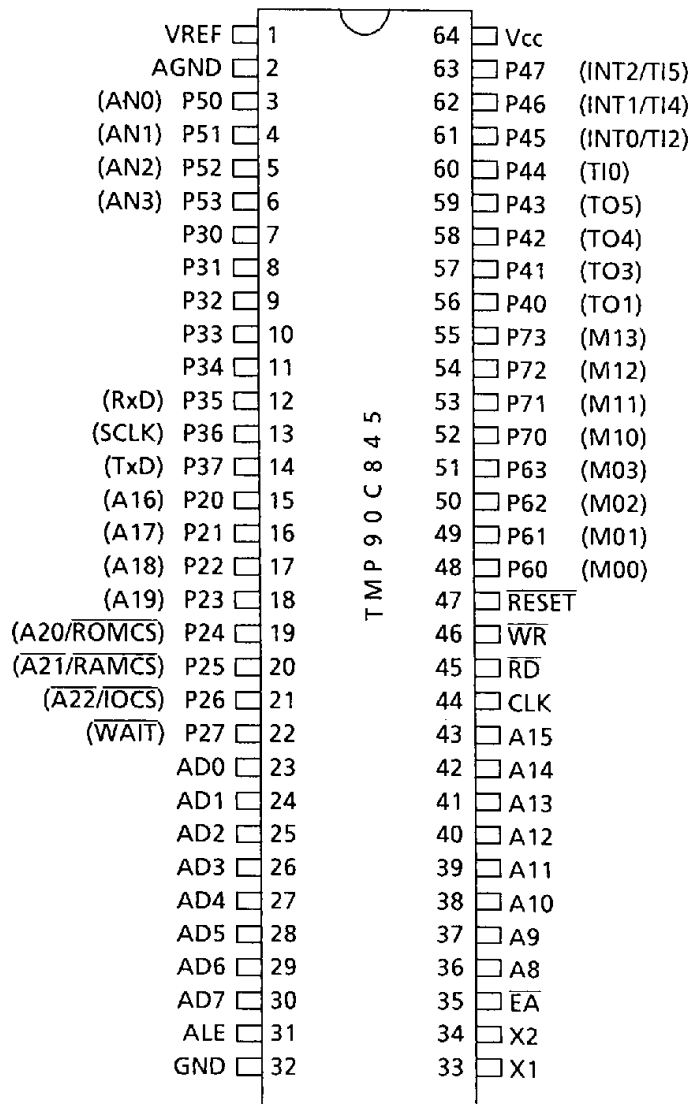 VREF 1 64 Vcc
AGND 2 63 P47 (INT2/TI5)
(AN0) P50 3 62 P46 (INT1/TI4)
(AN1) P51 4 61 P45 (INT0/TI2)
(AN2) P52 5 60 P44 (TI0)
(AN3) P53 6 59 P43 (TO5)
P30 7 58 P42 (TO4)
P31 8 57 P41 (TO3)
P32 9 56 P40 (TO1)
P33 10 55 P73 (M13)
P34 11 54 P72 (M12)
(RxD) P35 12 53 P71 (M11)
(SCLK) P36 13 52 P70 (M10)
(TxD) P37 14 51 P63 (M03)
(A16) P20 15 50 P62 (M02)
(A17) P21 16 49 P61 (M01)
(A18) P22 17 48 P60 (M00)
(A19) P23 18 47 RESET
(A20/ROMCS) P24 19 46 WR
(A21/RAMCS) P25 20 45 RD
(A22/IOCS) P26 21 44 CLK
(WAIT) P27 22 43 A15
AD0 23 42 A14
AD1 24 41 A13
AD2 25 40 A12
AD3 26 39 A11
AD4 27 38 A10
AD5 28 37 A9
AD6 29 36 A8
AD7 30 35 EA
ALE 31 34 X2
GND 32 33 X1
TMP90C845